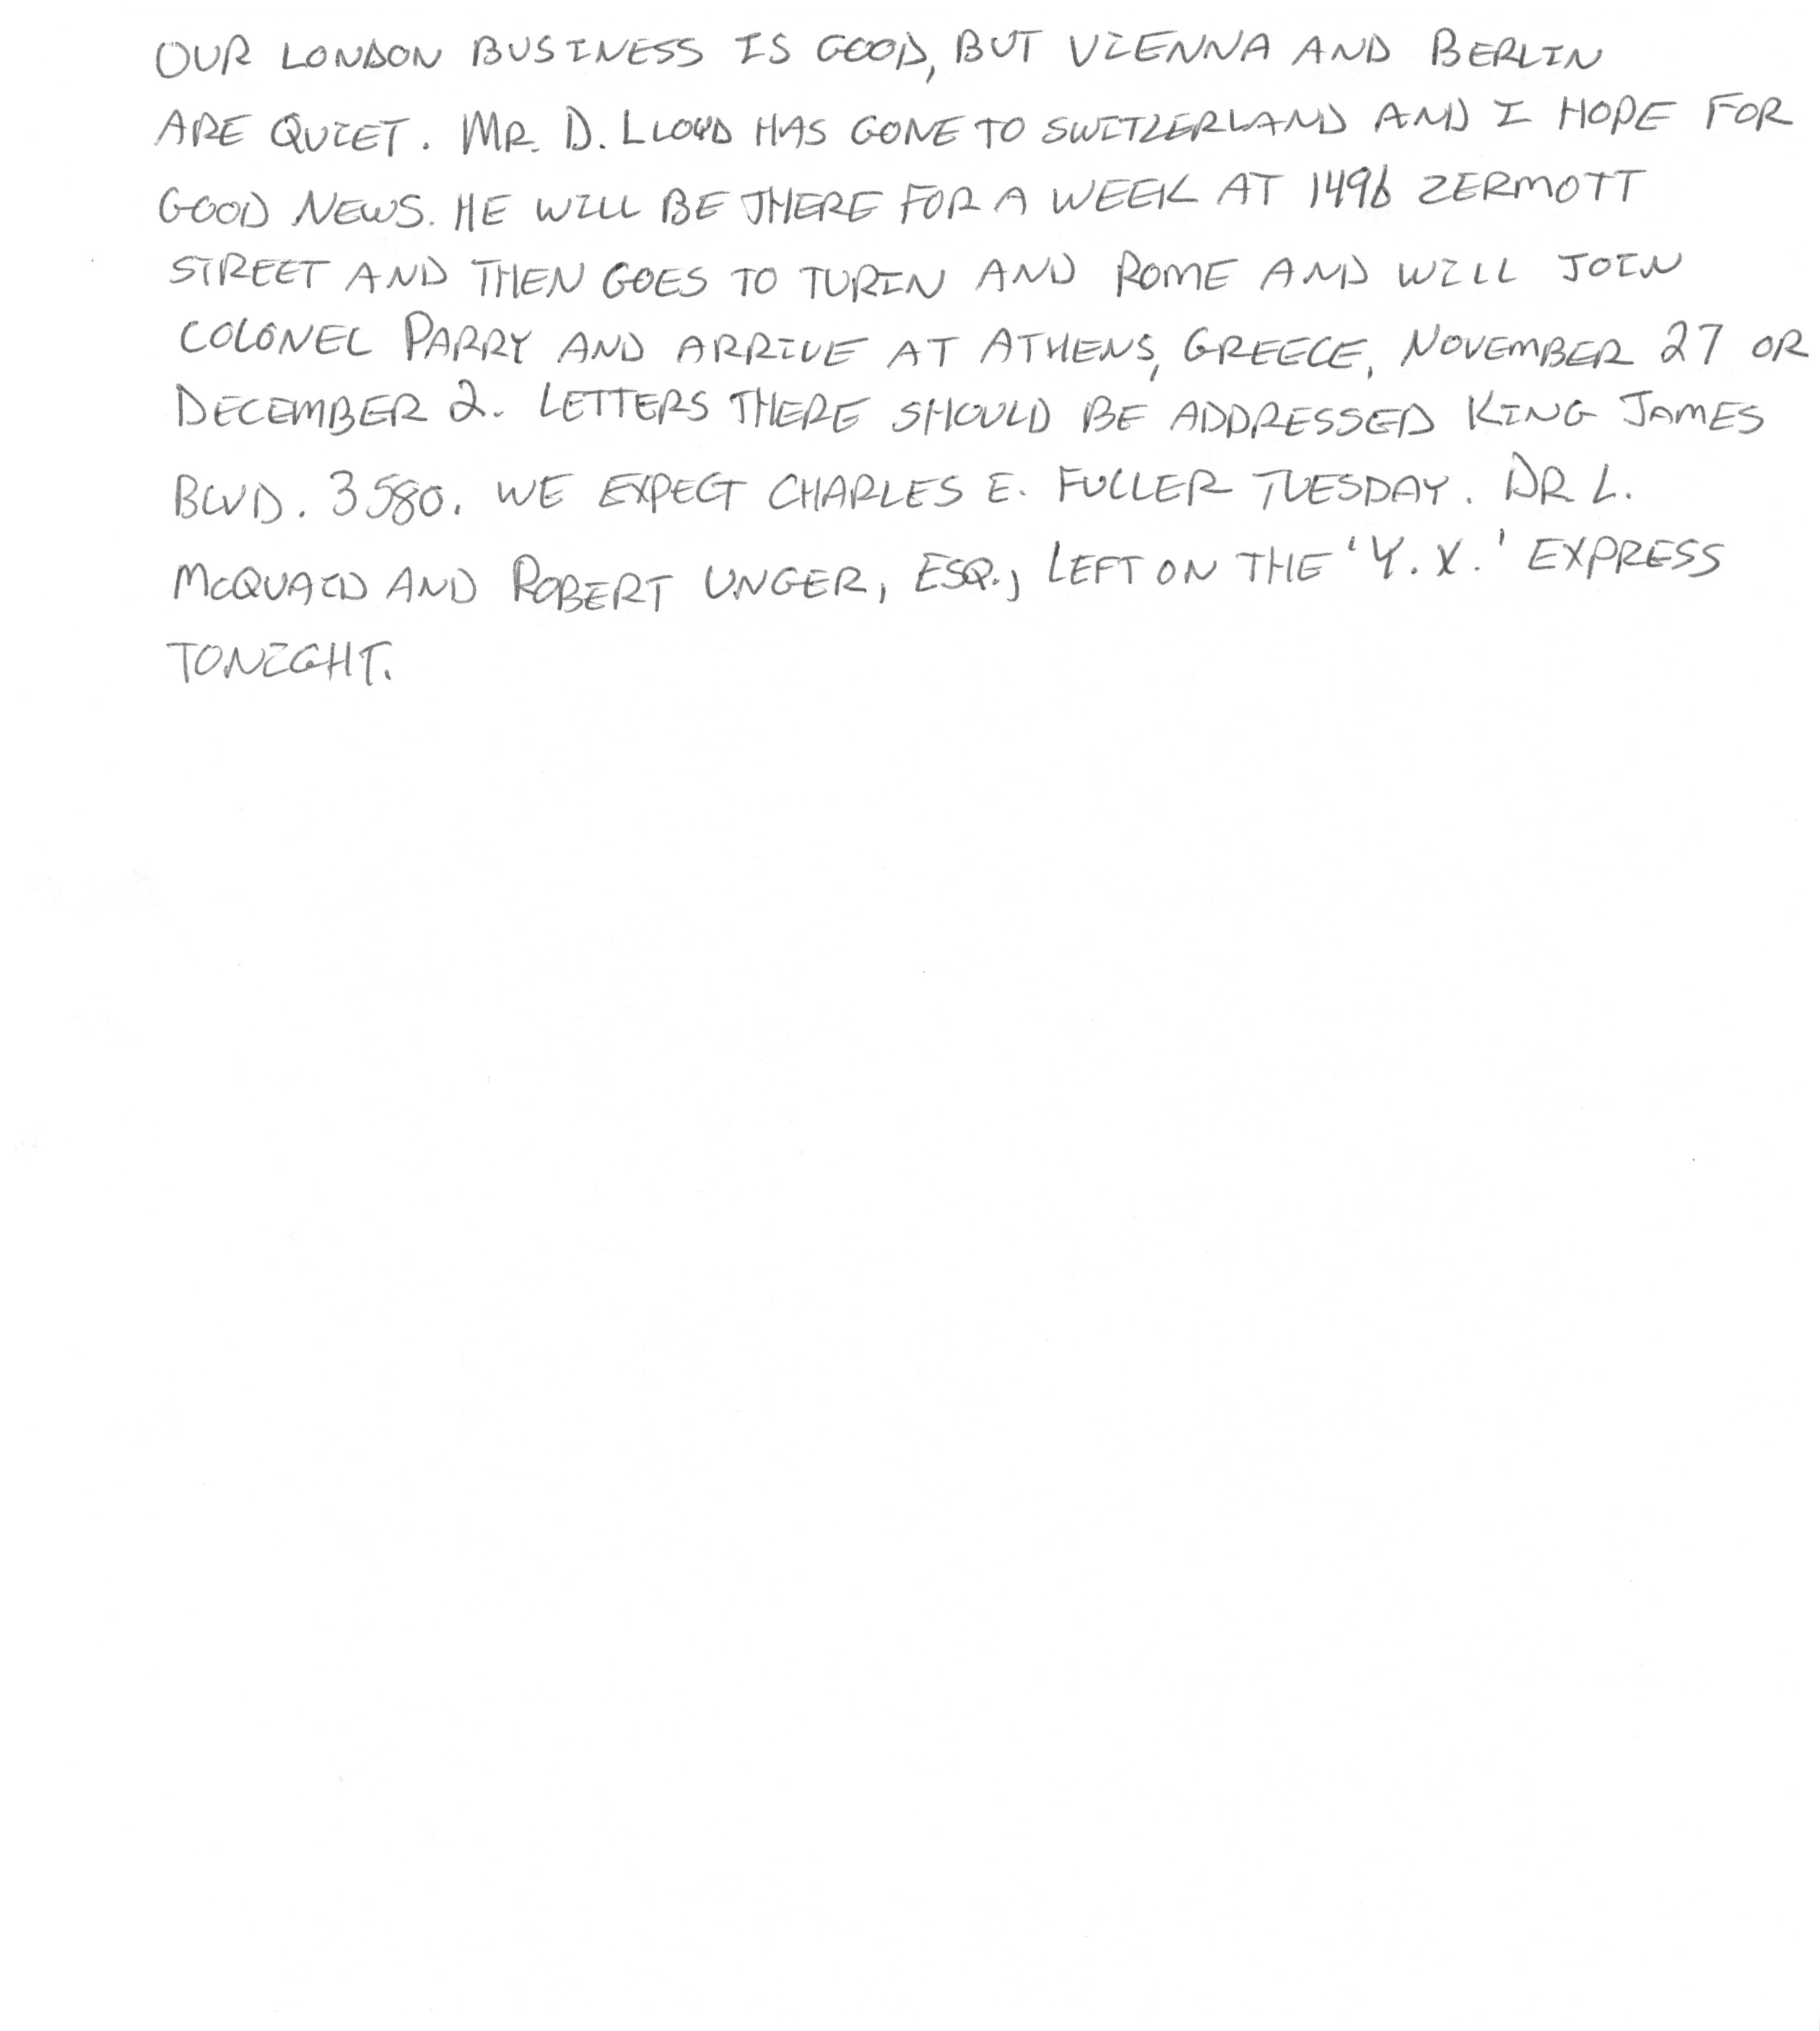 OUR LONDON BUSINESS IS GOOD, BUT VIENNA AND BERLIN
ARE QUIET. MR. D. LLOYD HAS GONE TO SWITZERLAND AND I HOPE FOR
GOOD NEWS. HE WILL BE THERE FOR A WEEK AT 1496 ZERMOTT
STREET AND THEN GOES TO TURIN AND ROME AND WILL JOIN
COLONEL PARRY AND ARRIVE AT ATHENS, GREECE, NOVEMBER 27 OR
DECEMBER 2. LETTERS THERE SHOULD BE ADDRESSED KING JAMES
BLVD. 3580. WE EXPECT CHARLES E. FULLER TUESDAY. DR L.
MCQUAID AND ROBERT UNGER, ESQ., LEFT ON THE 'Y.X.' EXPRESS
TONIGHT.